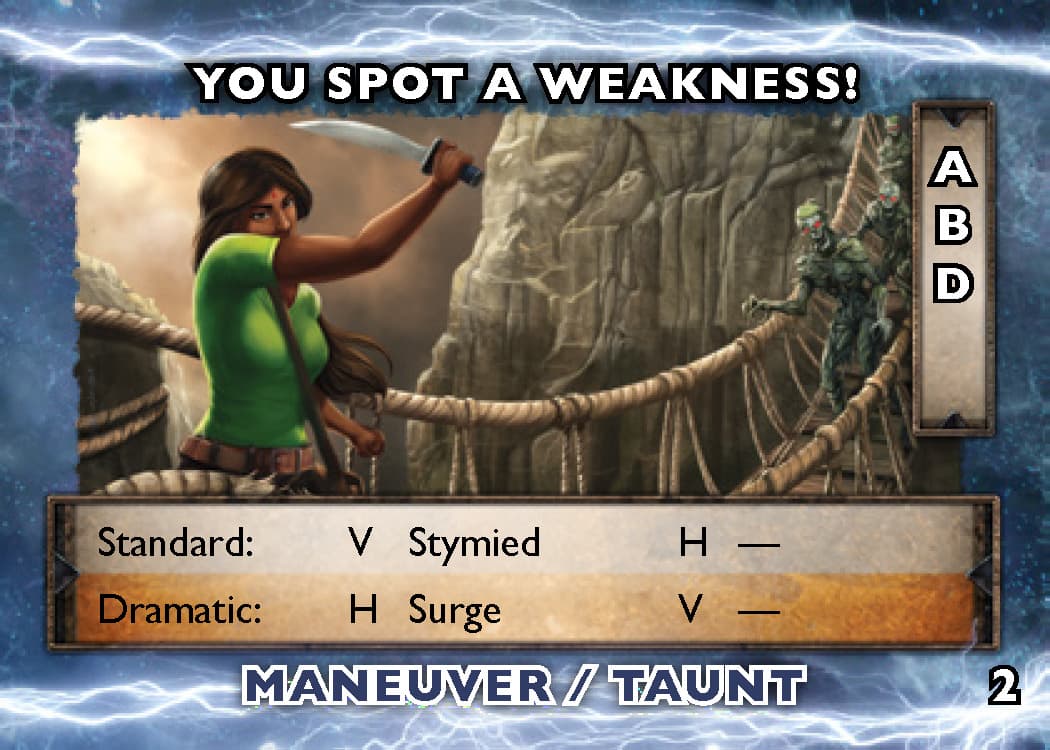 YOU SPOT A WEAKNESS!
A
B
D
Standard: V Stymied H —
Dramatic: H Surge V —
MANEUVER / TAUNT
2